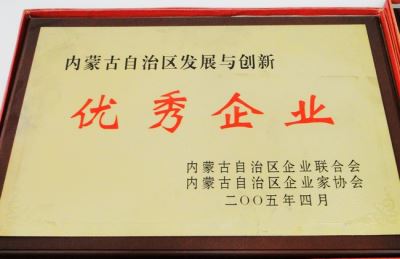 内蒙古自治区发展与创新
优秀企业
内蒙古自治区企业联合会
内蒙古自治区企业家协会
二〇〇五年四月